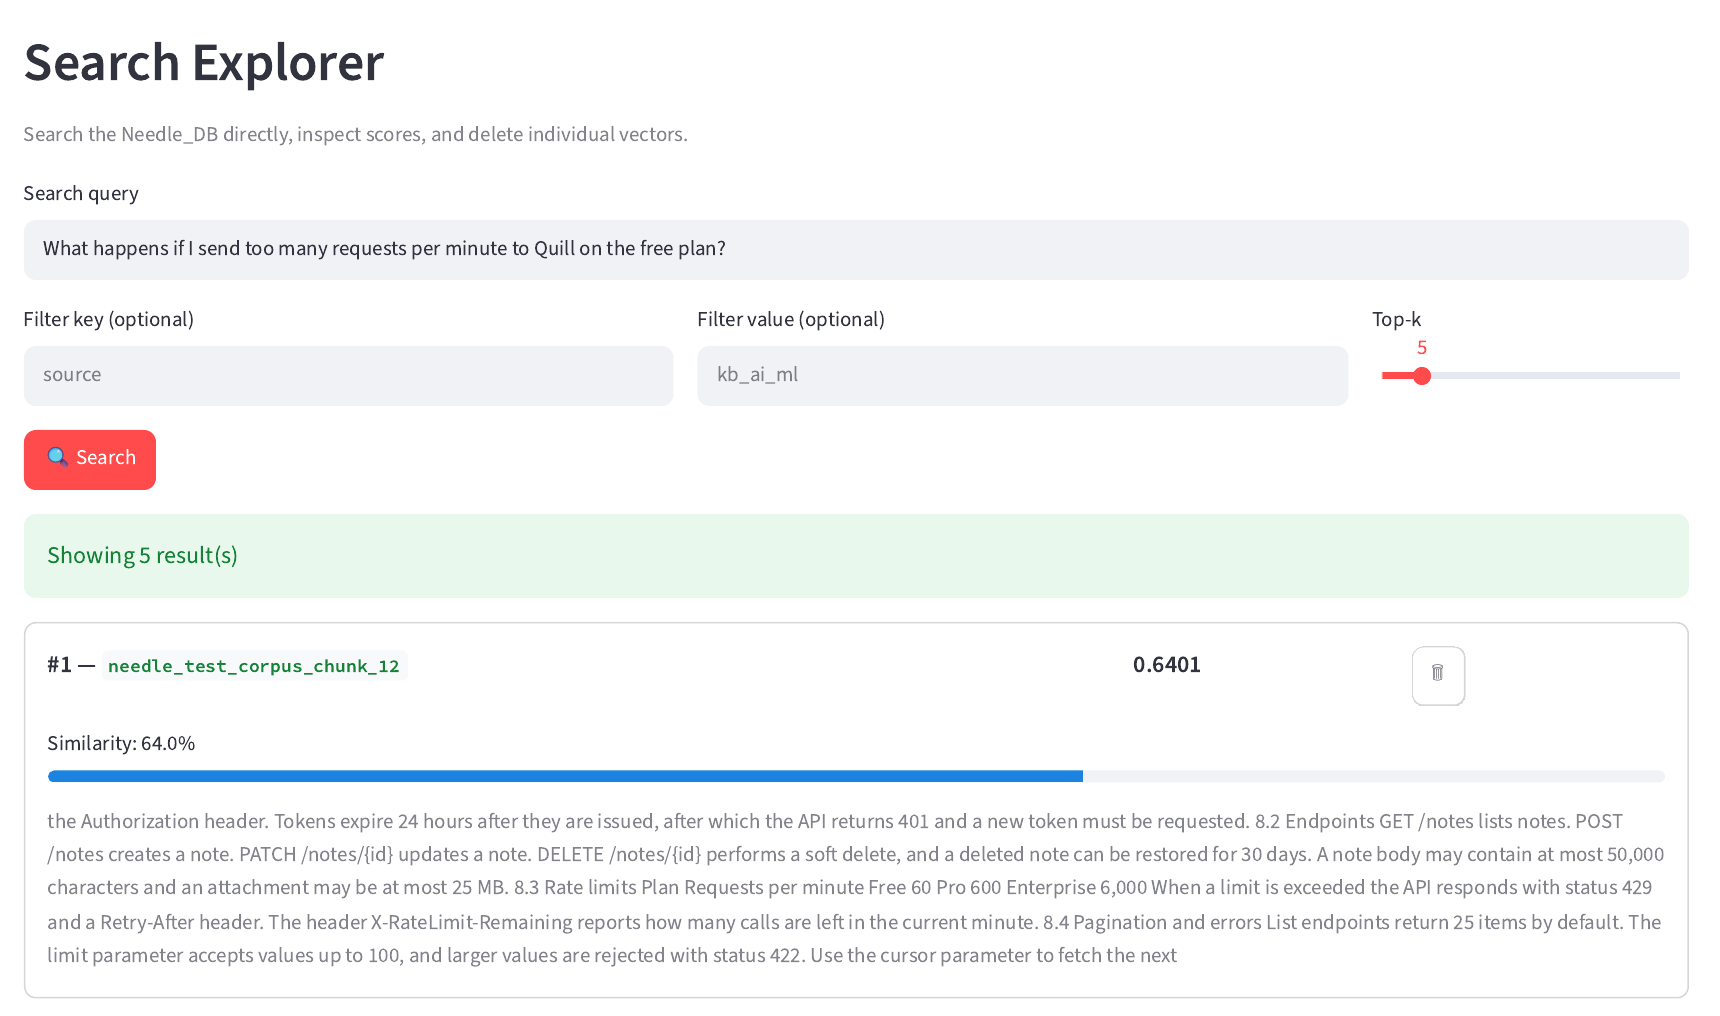 Search Explorer
Search the Needle_DB directly, inspect scores, and delete individual vectors.
Search query
What happens if I send too many requests per minute to Quill on the free plan?
Filter key (optional)
Filter value (optional)
Top-k
5
source
kb_ai_ml
Search
Showing 5 result(s)
#1 — needle_test_corpus_chunk_12
0.6401
Similarity: 64.0%
the Authorization header. Tokens expire 24 hours after they are issued, after which the API returns 401 and a new token must be requested. 8.2 Endpoints GET /notes lists notes. POST
/notes creates a note. PATCH /notes/{id} updates a note. DELETE /notes/{id} performs a soft delete, and a deleted note can be restored for 30 days. A note body may contain at most 50,000
characters and an attachment may be at most 25 MB. 8.3 Rate limits Plan Requests per minute Free 60 Pro 600 Enterprise 6,000 When a limit is exceeded the API responds with status 429
and a Retry-After header. The header X-RateLimit-Remaining reports how many calls are left in the current minute. 8.4 Pagination and errors List endpoints return 25 items by default. The
limit parameter accepts values up to 100, and larger values are rejected with status 422. Use the cursor parameter to fetch the next